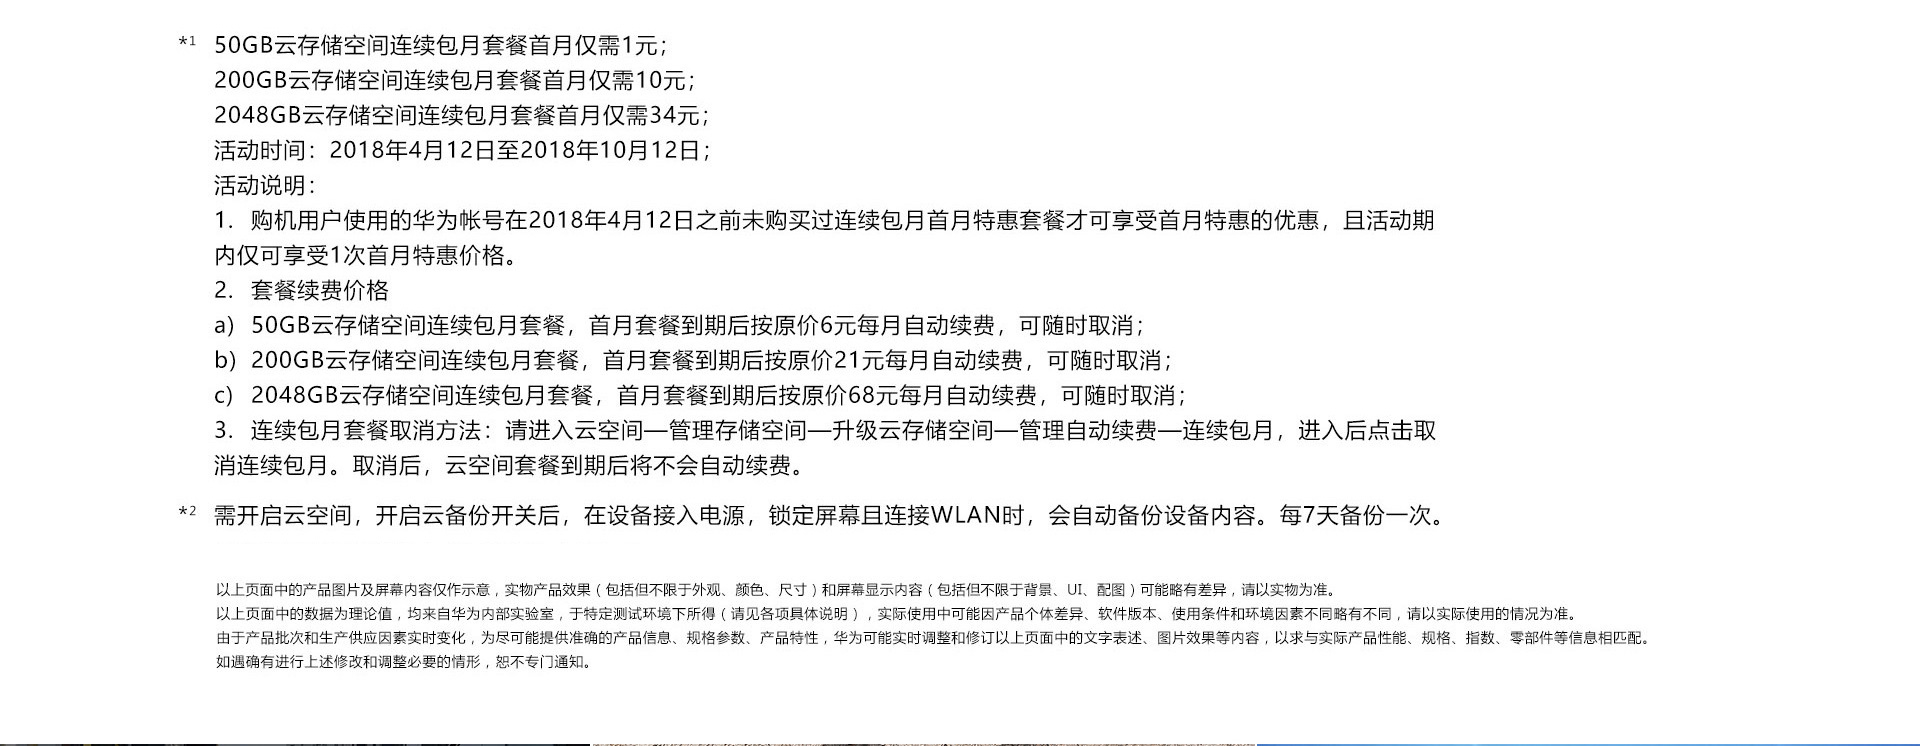 *1 50GB云存储空间连续包月套餐首月仅需1元；
200GB云存储空间连续包月套餐首月仅需10元；
2048GB云存储空间连续包月套餐首月仅需34元；
活动时间：2018年4月12日至2018年10月12日；
活动说明：
1. 购机用户使用的华为帐号在2018年4月12日之前未购买过连续包月首月特惠套餐才可享受首月特惠的优惠，且活动期
内仅可享受1次首月特惠价格。
2. 套餐续费价格
a) 50GB云存储空间连续包月套餐，首月套餐到期后按原价6元每月自动续费，可随时取消；
b) 200GB云存储空间连续包月套餐，首月套餐到期后按原价21元每月自动续费，可随时取消；
c) 2048GB云存储空间连续包月套餐，首月套餐到期后按原价68元每月自动续费，可随时取消；
3. 连续包月套餐取消方法：请进入云空间—管理存储空间—升级云存储空间—管理自动续费—连续包月，进入后点击取
消连续包月。取消后，云空间套餐到期后将不会自动续费。
*2 需开启云空间，开启云备份开关后，在设备接入电源，锁定屏幕且连接WLAN时，会自动备份设备内容。每7天备份一次。
以上页面中的产品图片及屏幕内容仅作示意，实物产品效果（包括但不限于外观、颜色、尺寸）和屏幕显示内容（包括但不限于背景、UI、配图）可能略有差异，请以实物为准。
以上页面中的数据为理论值，均来自华为内部实验室，于特定测试环境下所得（请见各项具体说明），实际使用中可能因产品个体差异、软件版本、使用条件和环境因素不同略有不同，请以实际使用的情况为准。
由于产品批次和生产供应因素实时变化，为尽可能提供准确的产品信息、规格参数、产品特性，华为可能实时调整和修订以上页面中的文字表述、图片效果等内容，以求与实际产品性能、规格、指数、零部件等信息相匹配。
如遇确有进行上述修改和调整必要的情形，恕不专门通知。